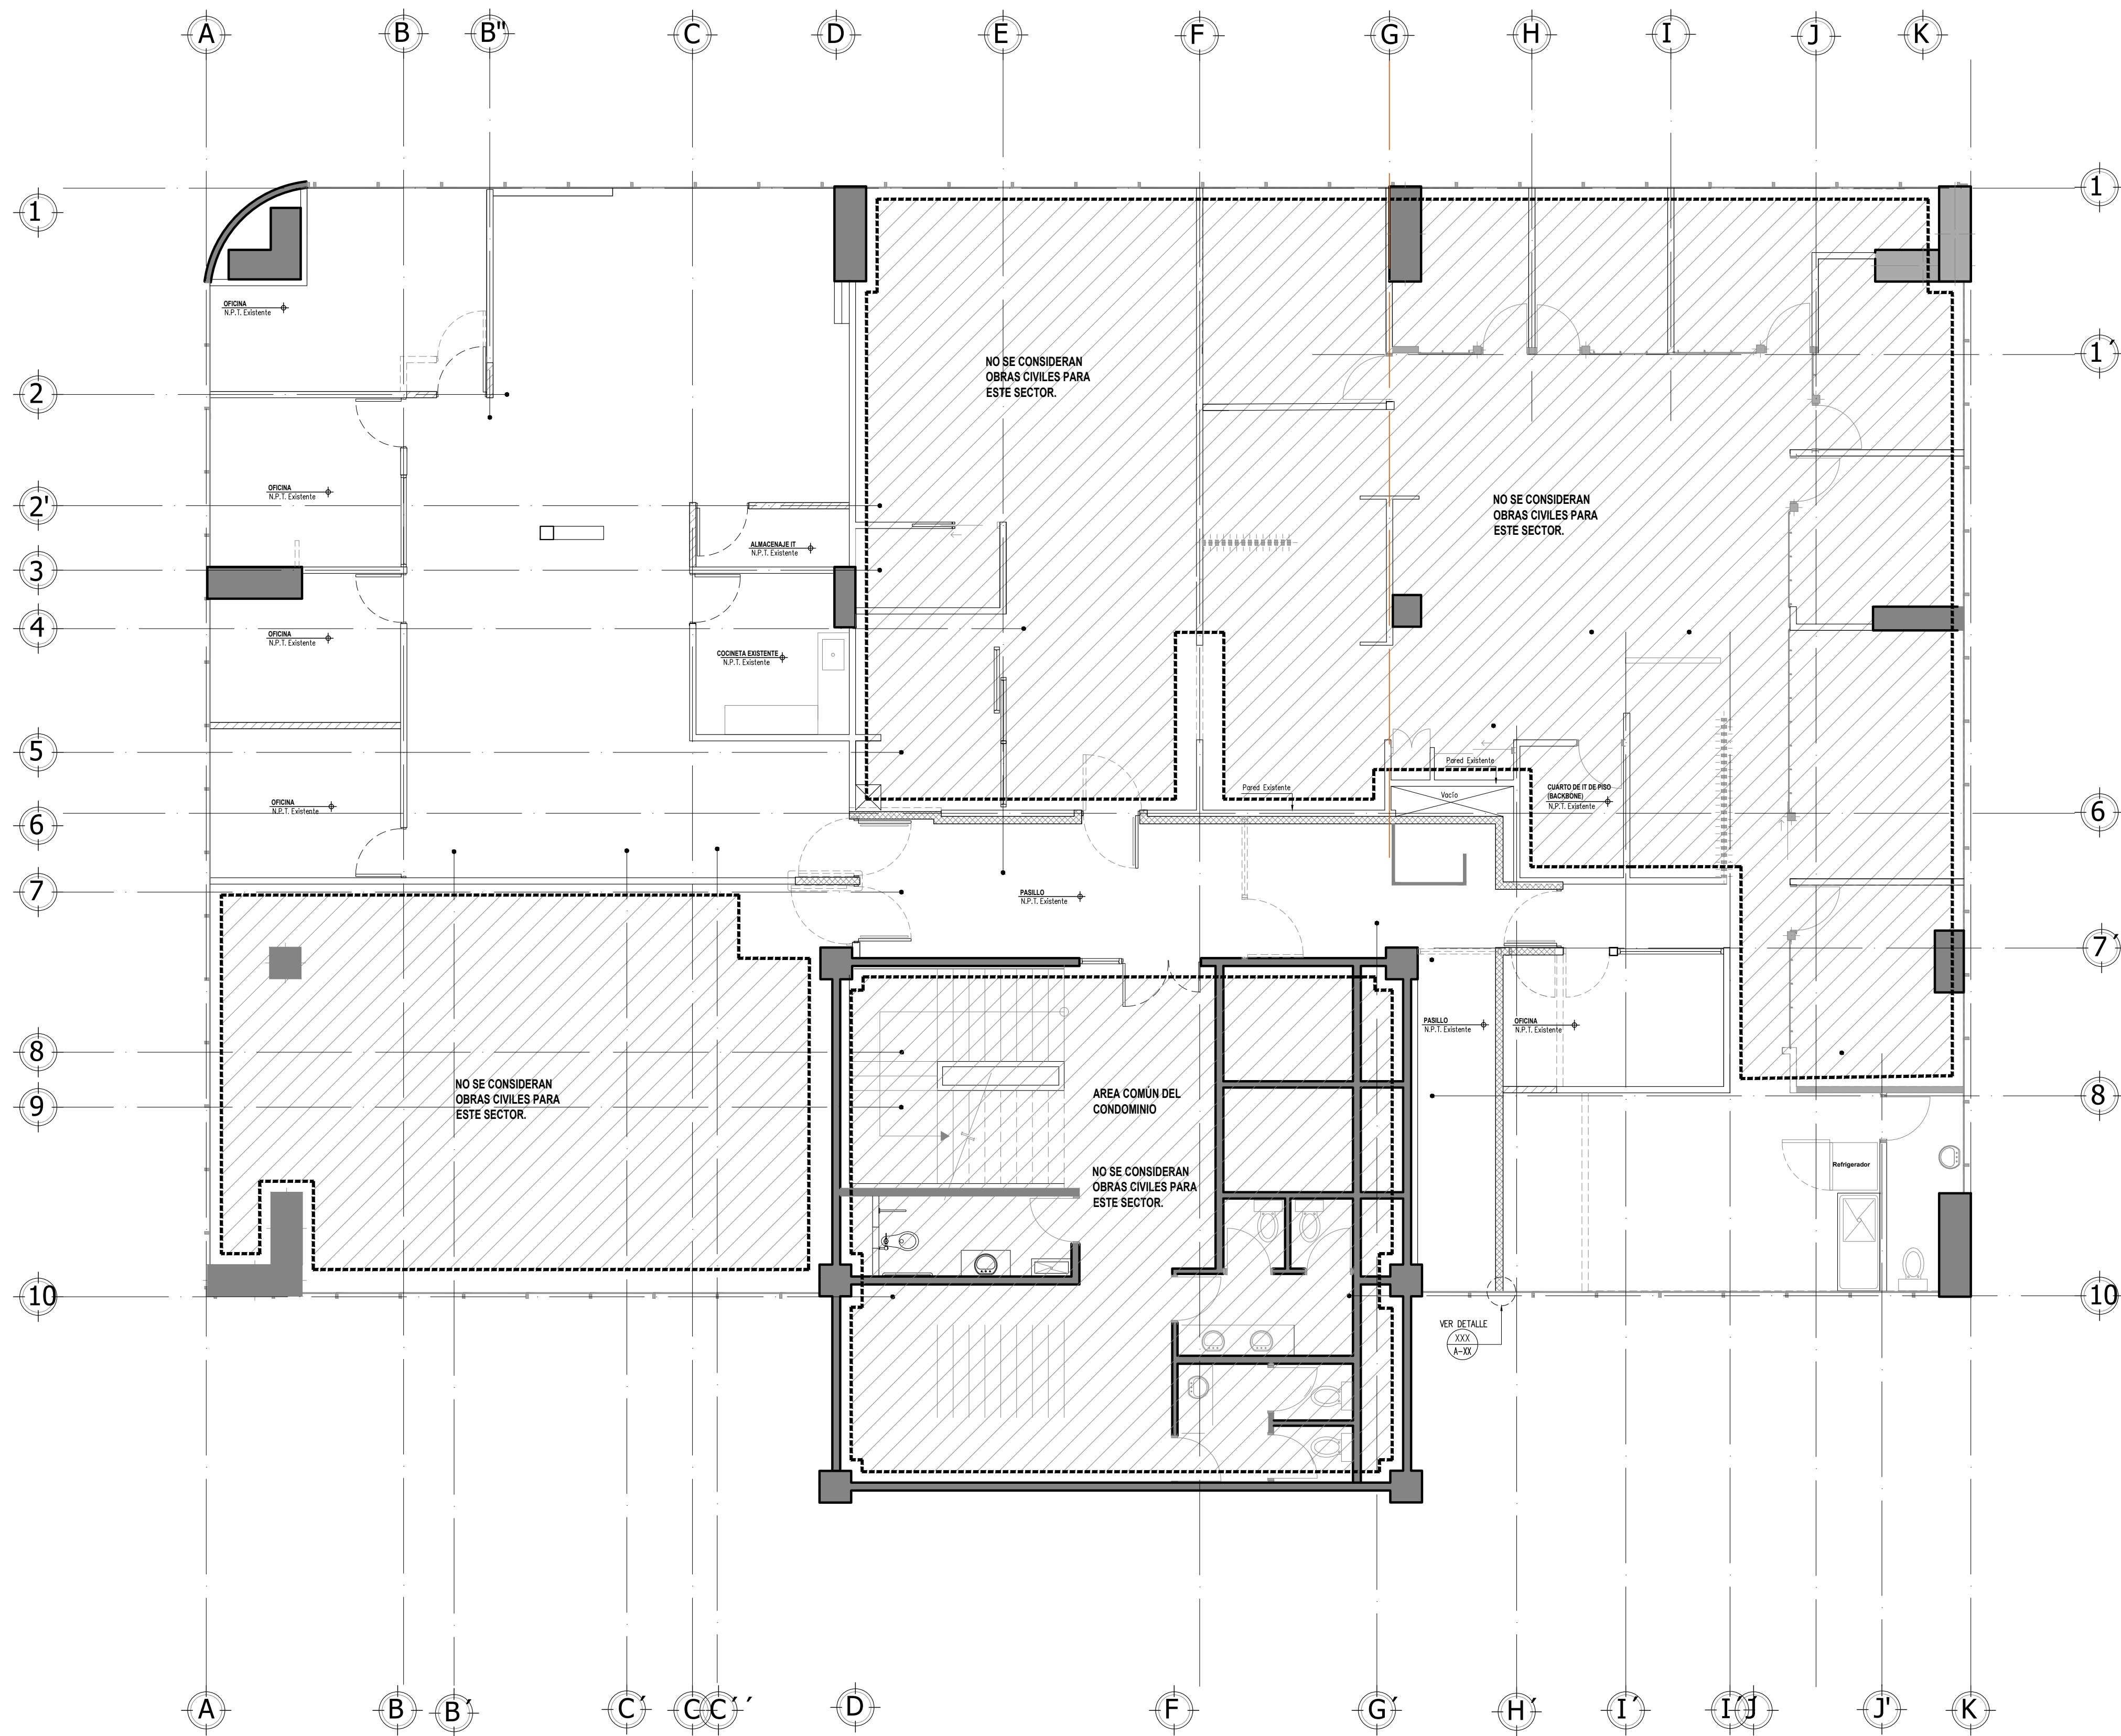 A
B
B"
C
D
E
F
G
H
I
J
K
1
1
OFICINA
N.P.T. Existente
1´
NO SE CONSIDERAN
OBRAS CIVILES PARA
ESTE SECTOR.
2
OFICINA
N.P.T. Existente
2'
NO SE CONSIDERAN
OBRAS CIVILES PARA
ESTE SECTOR.
ALMACENAJE IT
N.P.T. Existente
3
4
OFICINA
N.P.T. Existente
COCINETA EXISTENTE
N.P.T. Existente
5
Pared Existente
Pared Existente
Vacío
CUARTO DE IT DE PISO
(BACKBONE)
N.P.T. Existente
OFICINA
N.P.T. Existente
6
6
7
PASILLO
N.P.T. Existente
7´
PASILLO
N.P.T. Existente
OFICINA
N.P.T. Existente
8
NO SE CONSIDERAN
OBRAS CIVILES PARA
ESTE SECTOR.
AREA COMÚN DEL
CONDOMINIO
9
8
NO SE CONSIDERAN
OBRAS CIVILES PARA
ESTE SECTOR.
Refrigerador
10
10
VER DETALLE
XXX
A-XX
A
B
B´
C´
C
C´´
D
F
G´
H´
I´
I´
J
J'
K